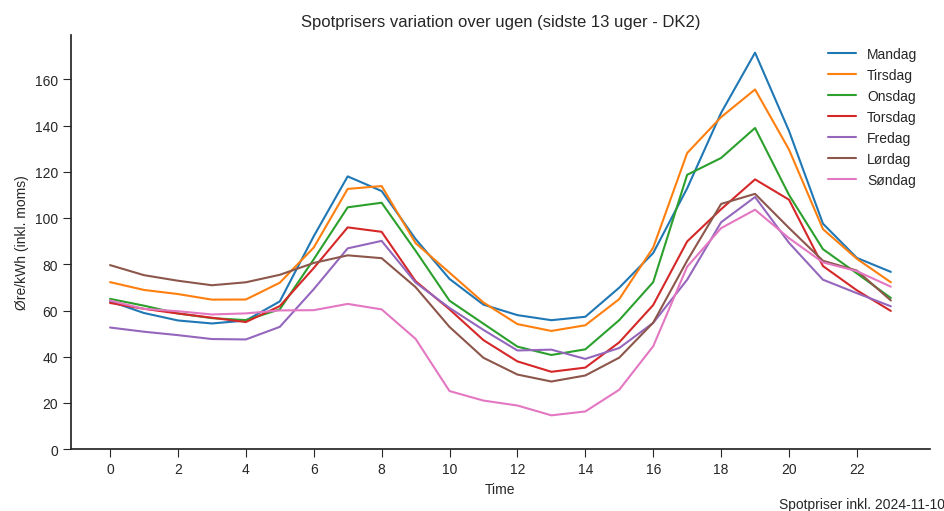 Spotprisers variation over ugen (sidste 13 uger - DK2)
Øre/kWh (inkl. moms)
160
140
120
100
80
60
40
20
0
0 2 4 6 8 10 12 14 16 18 20 22
Time
Mandag
Tirsdag
Onsdag
Torsdag
Fredag
Lørdag
Søndag
Spotpriser inkl. 2024-11-10